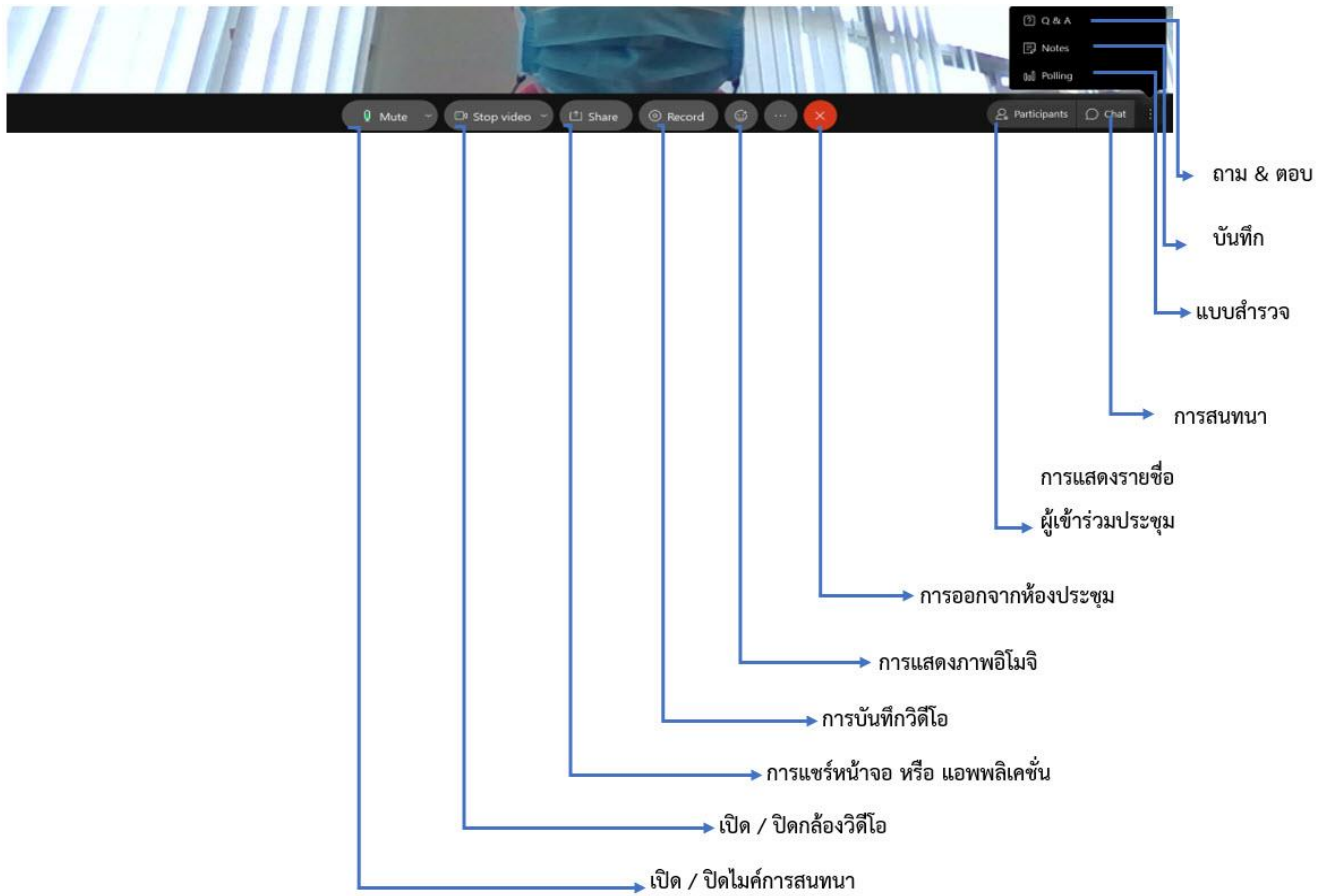 Q & A
Notes
Polling
Mute
Stop video
Share
Record
Participants
Chat
ถาม & ตอบ
บันทึก
แบบสำรวจ
การสนทนา
การแสดงรายชื่อ
ผู้เข้าร่วมประชุม
การออกจากห้องประชุม
การแสดงภาพอิโมจิ
การบันทึกวิดีโอ
การแชร์หน้าจอ หรือ แอพพลิเคชั่น
เปิด / ปิดกล้องวิดีโอ
เปิด / ปิดไมค์การสนทนา